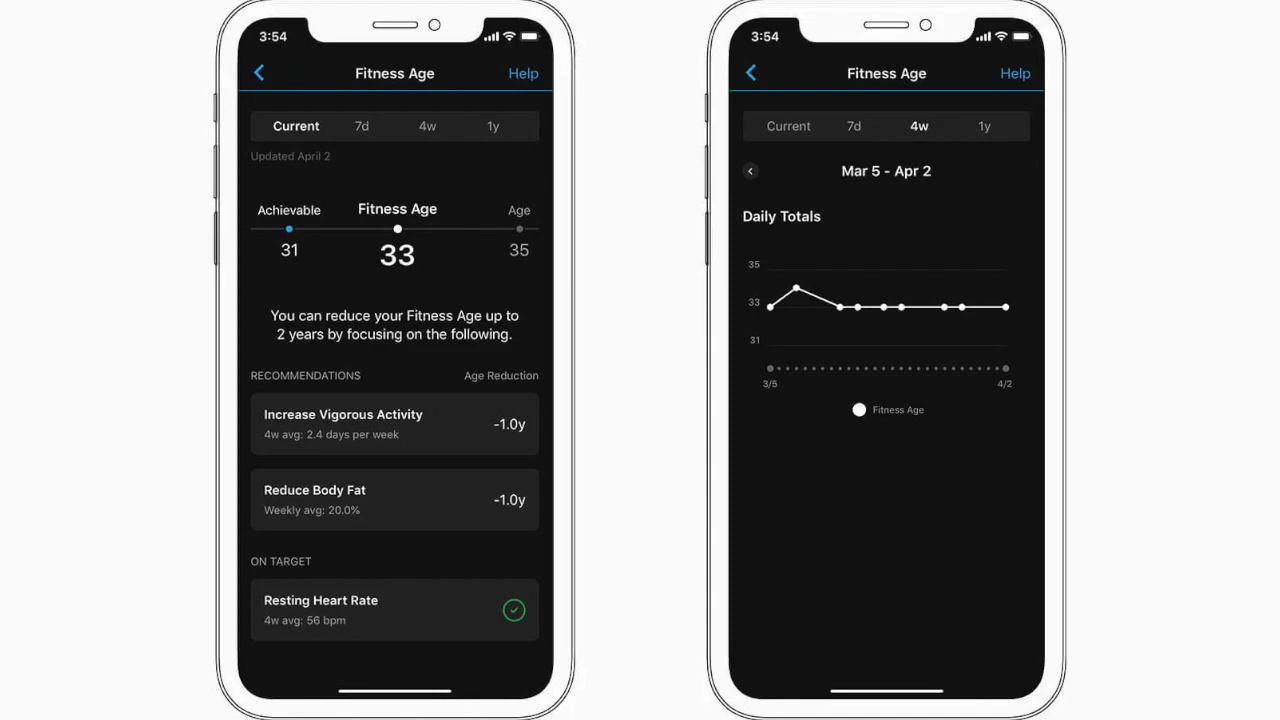 3:54
Fitness Age
Help
Current 7d 4w 1y
Updated April 2
Achievable Fitness Age Age
31 33 35
You can reduce your Fitness Age up to
2 years by focusing on the following.
RECOMMENDATIONS Age Reduction
Increase Vigorous Activity
4w avg: 2.4 days per week
-1.0y
Reduce Body Fat
Weekly avg: 20.0%
-1.0y
ON TARGET
Resting Heart Rate
4w avg: 56 bpm
3:54
Fitness Age
Help
Current 7d 4w 1y
Mar 5 - Apr 2
Daily Totals
35
33
31
3/5 4/2
Fitness Age